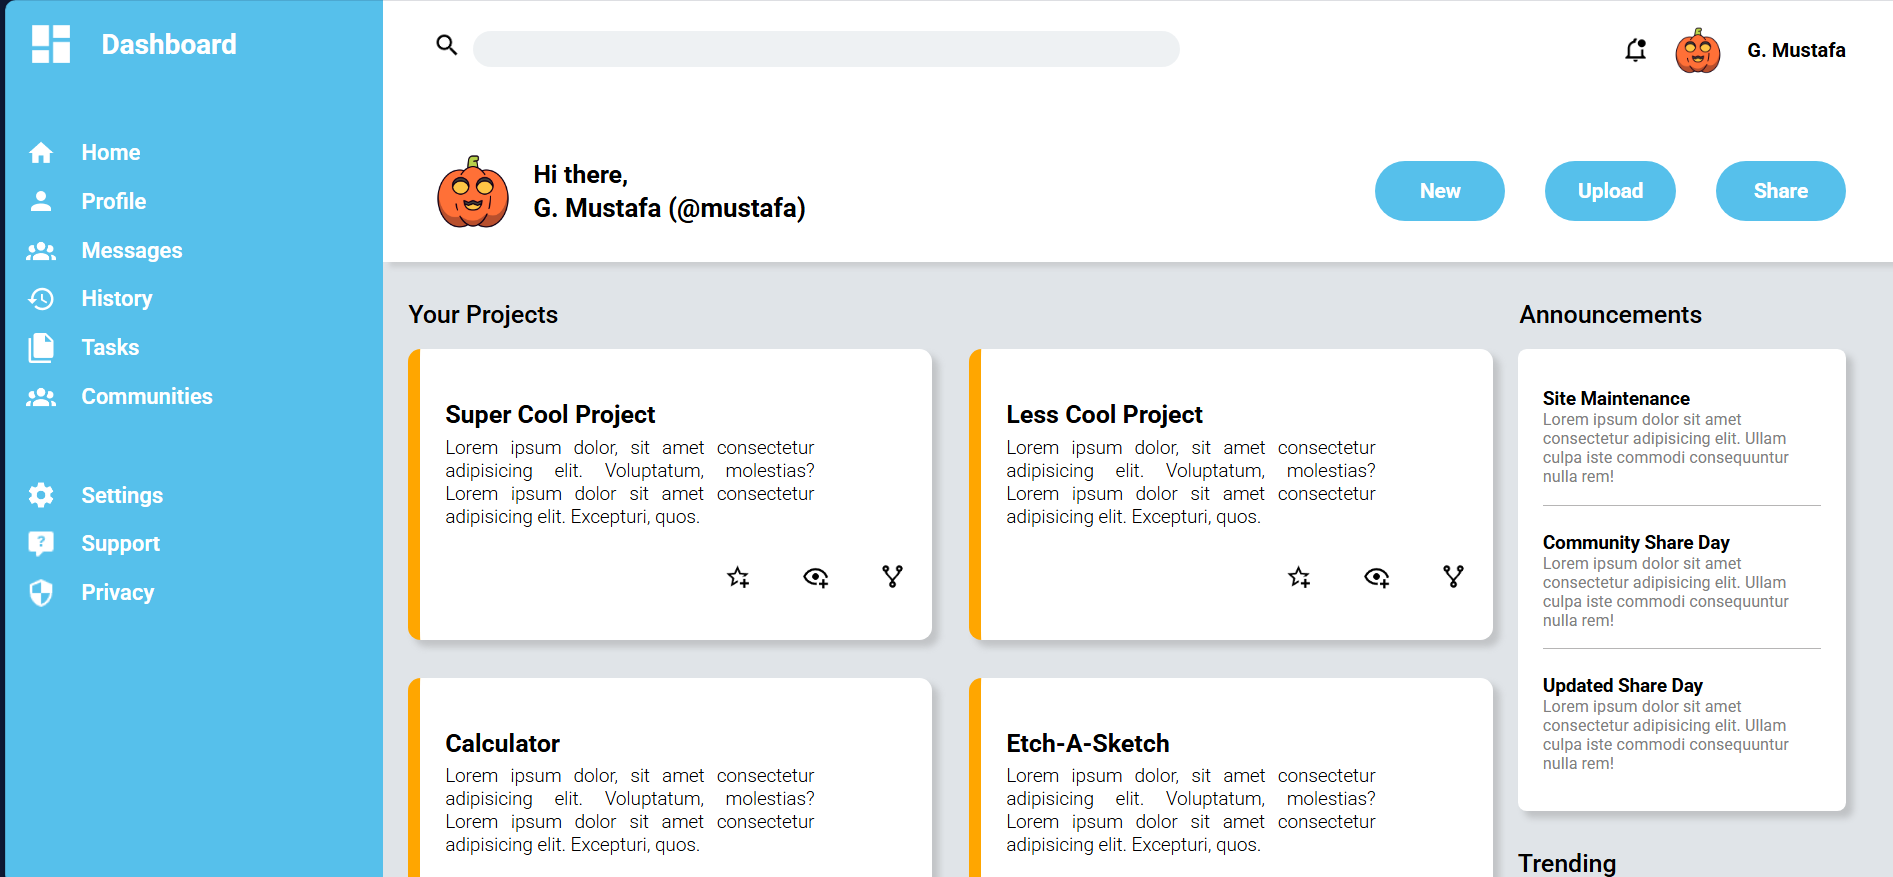 Dashboard
Home
Profile
Messages
History
Tasks
Communities
Settings
Support
Privacy
G. Mustafa
Hi there,
G. Mustafa (@mustafa)
New
Upload
Share
Your Projects
Super Cool Project
Lorem ipsum dolor, sit amet consectetur
adipisicing elit. Voluptatum, molestias?
Lorem ipsum dolor sit amet consectetur
adipisicing elit. Excepturi, quos.
Less Cool Project
Lorem ipsum dolor, sit amet consectetur
adipisicing elit. Voluptatum, molestias?
Lorem ipsum dolor sit amet consectetur
adipisicing elit. Excepturi, quos.
Calculator
Lorem ipsum dolor, sit amet consectetur
adipisicing elit. Voluptatum, molestias?
Lorem ipsum dolor sit amet consectetur
adipisicing elit. Excepturi, quos.
Etch-A-Sketch
Lorem ipsum dolor, sit amet consectetur
adipisicing elit. Voluptatum, molestias?
Lorem ipsum dolor sit amet consectetur
adipisicing elit. Excepturi, quos.
Announcements
Site Maintenance
Lorem ipsum dolor sit amet
consectetur adipisicing elit. Ullam
culpa iste commodi consequuntur
nulla rem!
Community Share Day
Lorem ipsum dolor sit amet
consectetur adipisicing elit. Ullam
culpa iste commodi consequuntur
nulla rem!
Updated Share Day
Lorem ipsum dolor sit amet
consectetur adipisicing elit. Ullam
culpa iste commodi consequuntur
nulla rem!
Trending